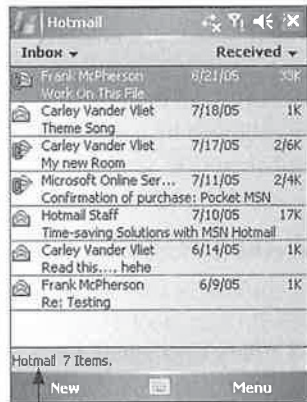 Hotmail
Inbox Received
Frank McPherson 6/21/05 33K
Work On This File
Carley Vander Vliet 7/18/05 1K
Theme Song
Carley Vander Vliet 7/17/05 2/6K
My new Room
Microsoft Online Ser... 7/11/05 2/4K
Confirmation of purchase: Pocket MSN
Hotmail Staff 7/10/05 17K
Time-saving Solutions with MSN Hotmail
Carley Vander Vliet 6/14/05 1K
Read this..., hehe
Frank McPherson 6/9/05 1K
Re: Testing
Hotmail 7 Items.
New Menu